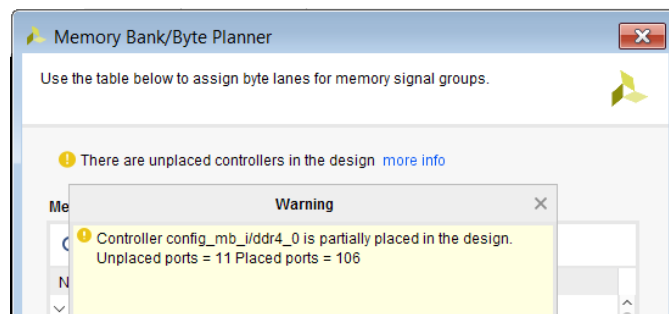 Memory Bank/Byte Planner
Use the table below to assign byte lanes for memory signal groups.
There are unplaced controllers in the design more info
Me
Warning
Controller config_mb_i/ddr4_0 is partially placed in the design.
Unplaced ports = 11 Placed ports = 106
N